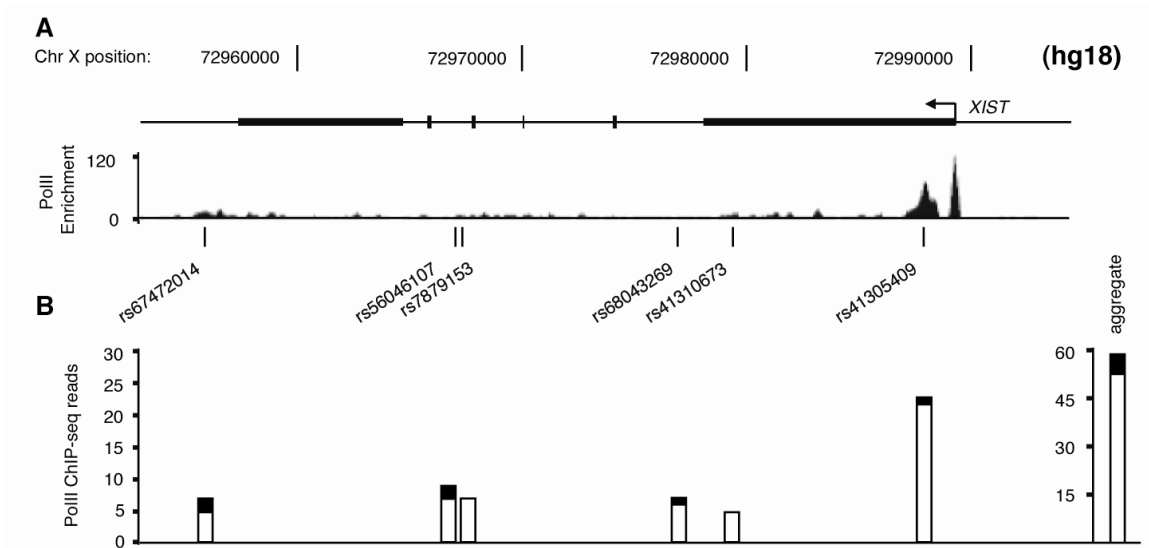 A
Chr X position: 72960000 72970000 72980000 72990000 (hg18)
XIST
PolII
Enrichment
120
0
rs67472014
rs56046107
rs7879153
rs68043269
rs41310673
rs41305409
aggregate
B
PolII ChIP-seq reads
30
25
20
15
10
5
0
60
45
30
15